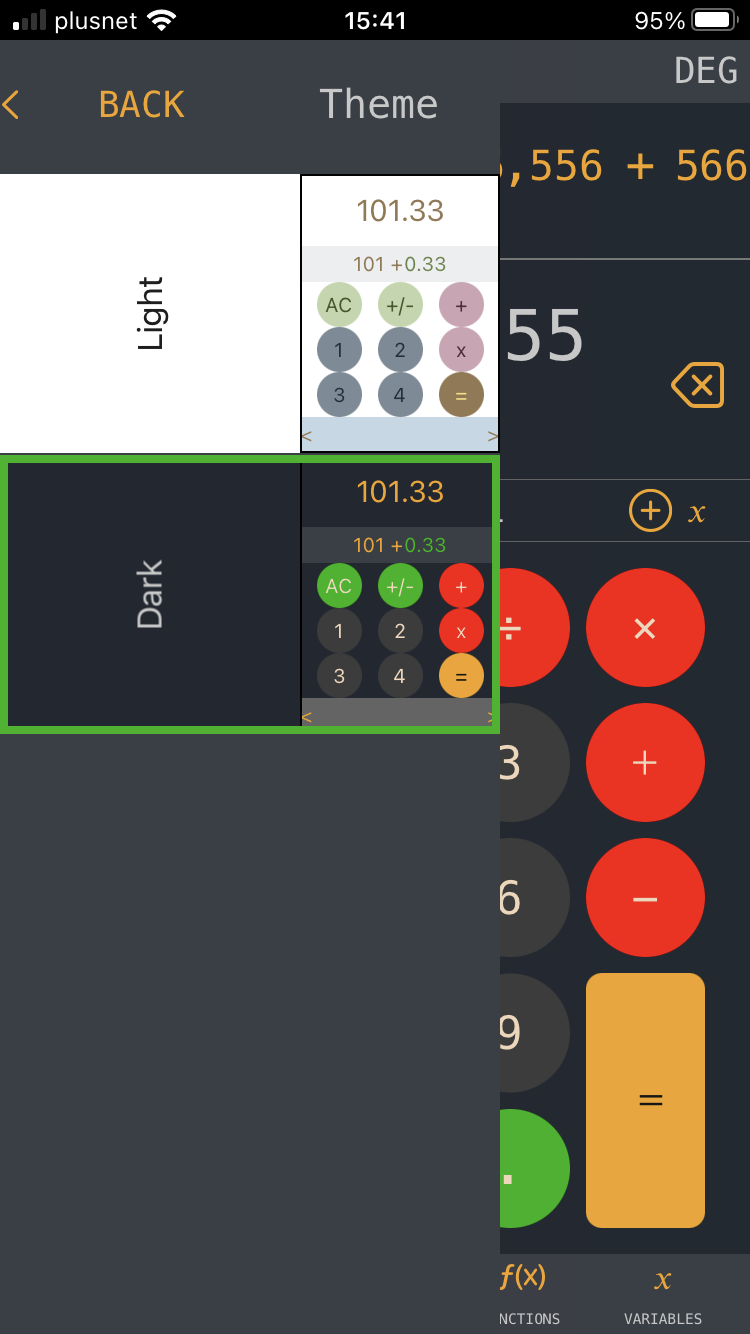 plusnet 15:41 95%
< BACK Theme
DEG
,556 + 566
55
+ x
Light
101.33
101 +0.33
AC +/- +
1 2 x
3 4 =
< >
Dark
101.33
101 +0.33
AC +/- +
1 2 x
3 4 =
< >
÷ ×
3 +
6 −
9 =
.
f(x) x
NCTIONS VARIABLES